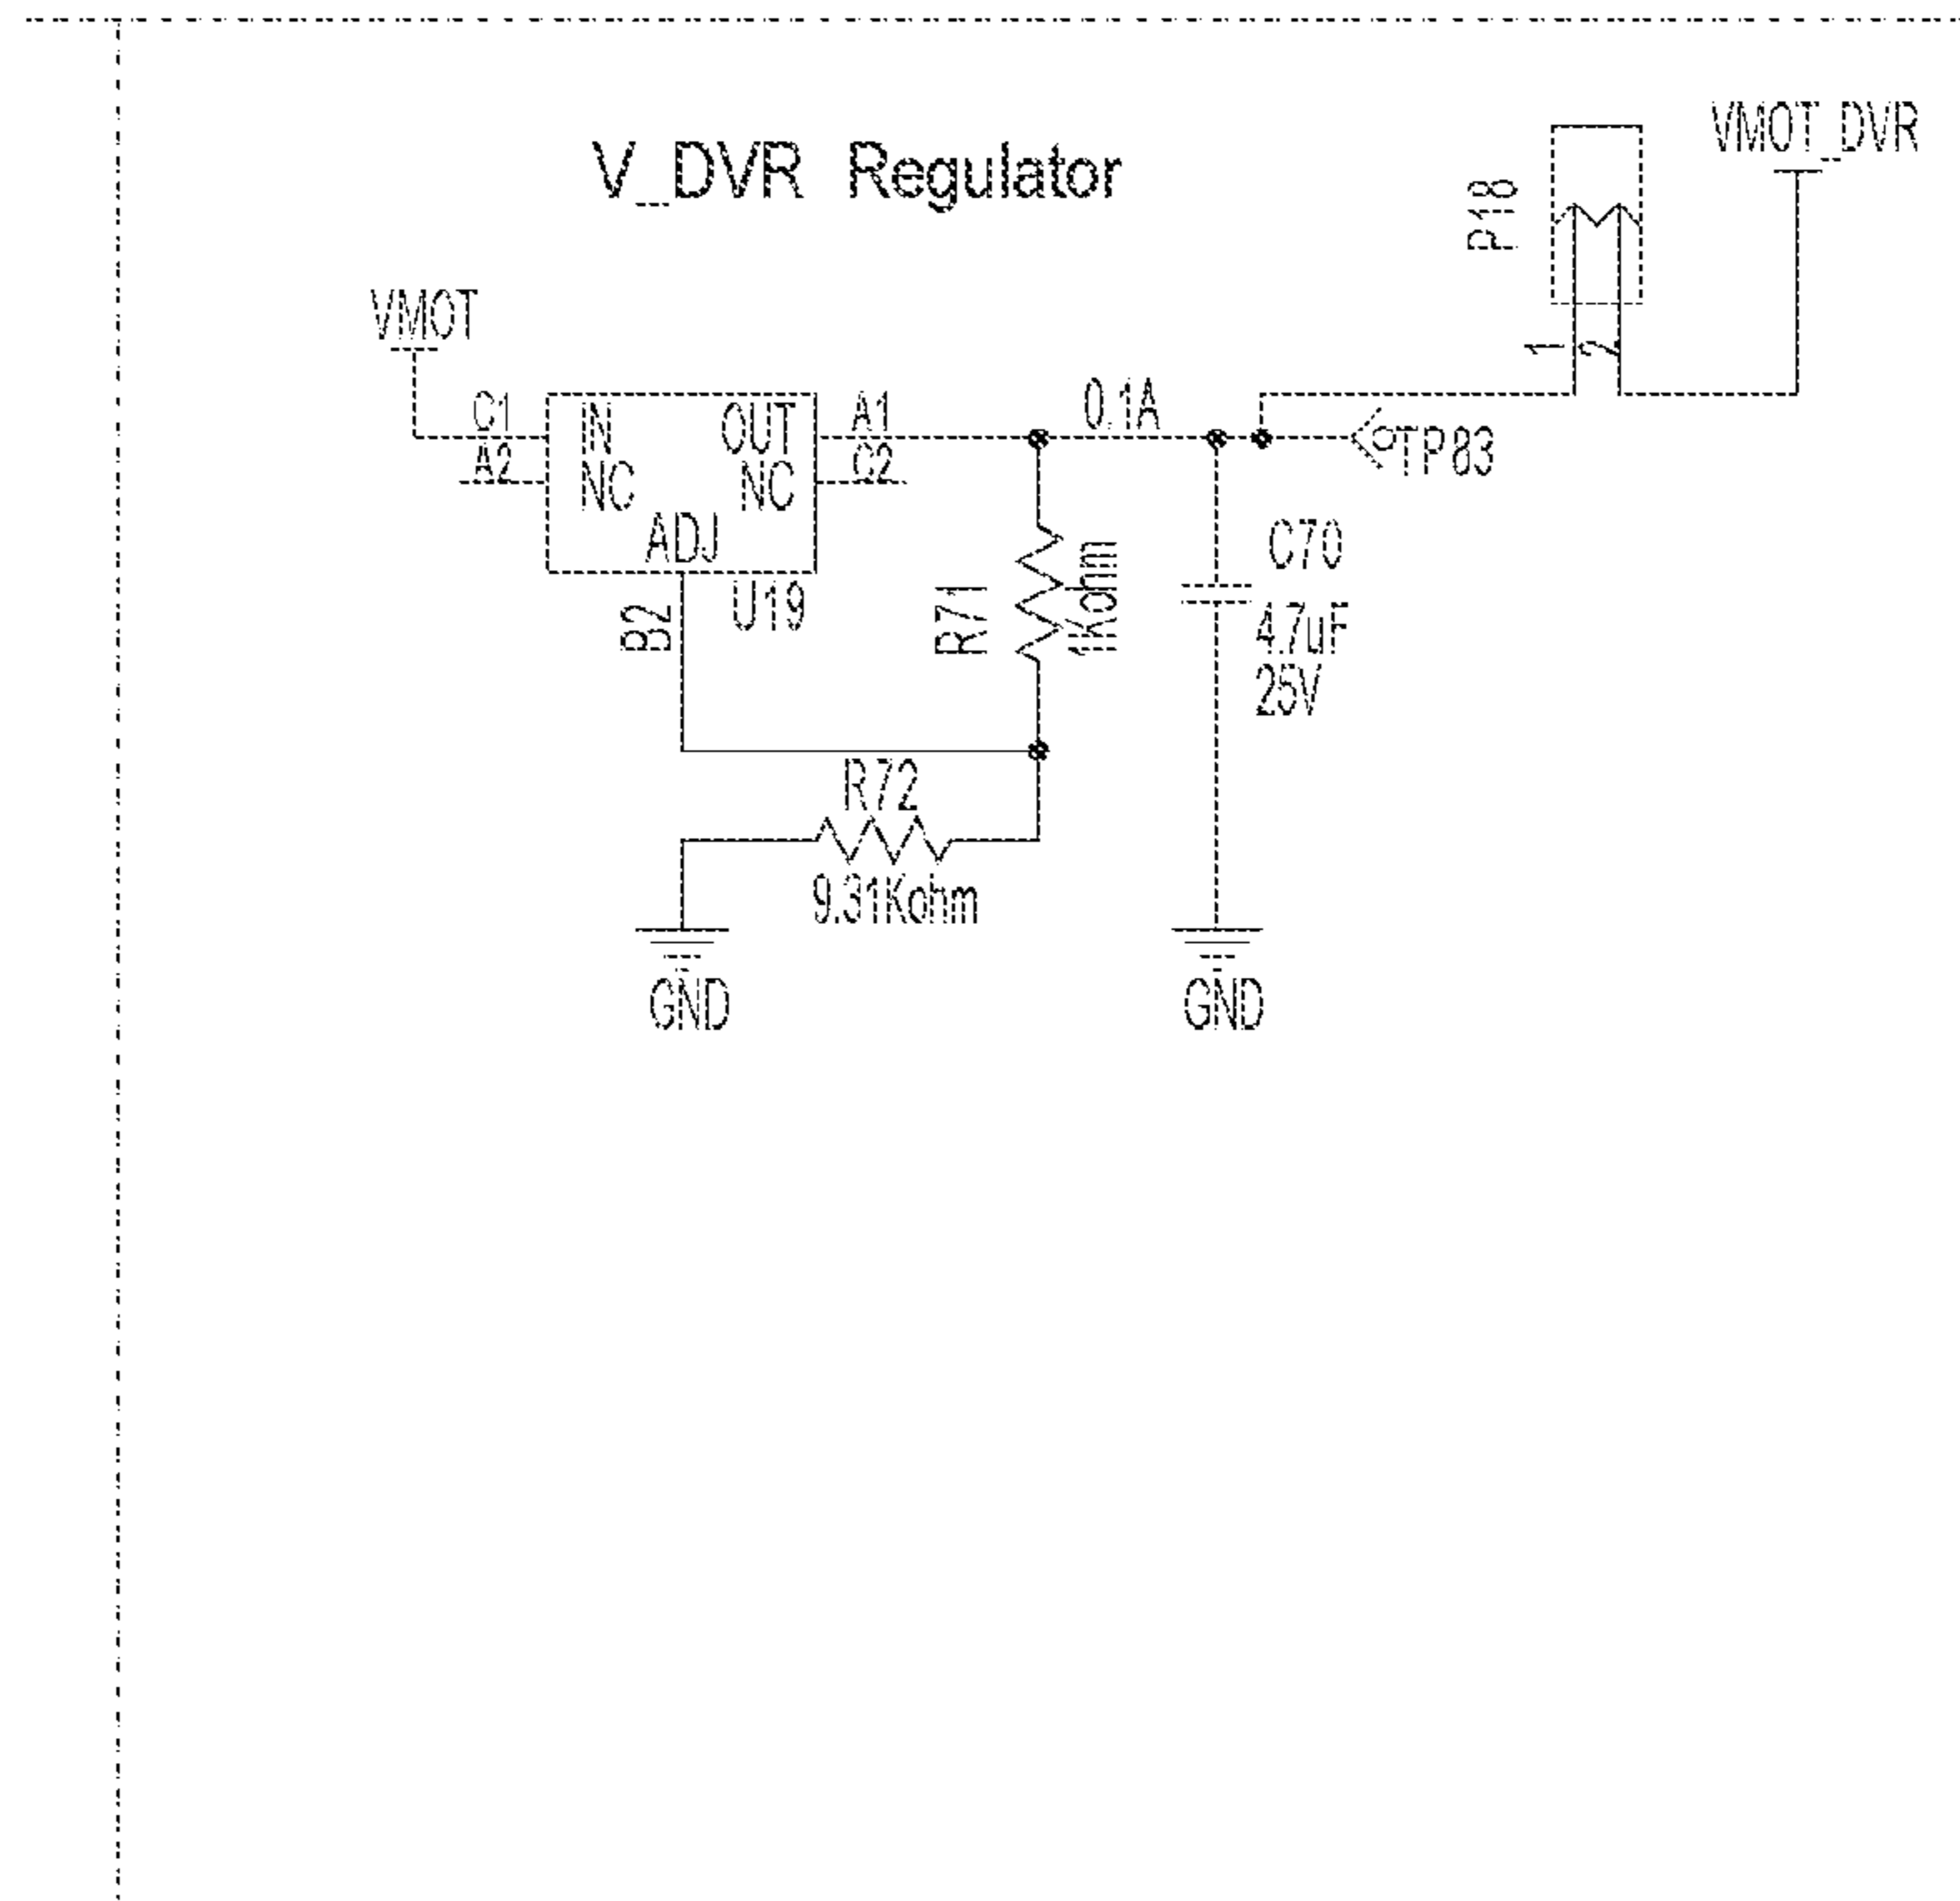 V_DVR Regulator
VMOT_DVR
P18
1
2
VMOT
C1
IN
OUT
A1
0.1A
A2
NC
NC
C2
TP83
ADJ
U19
B2
R71
1Kohm
C70
4.7uF
25V
R72
9.31Kohm
GND
GND